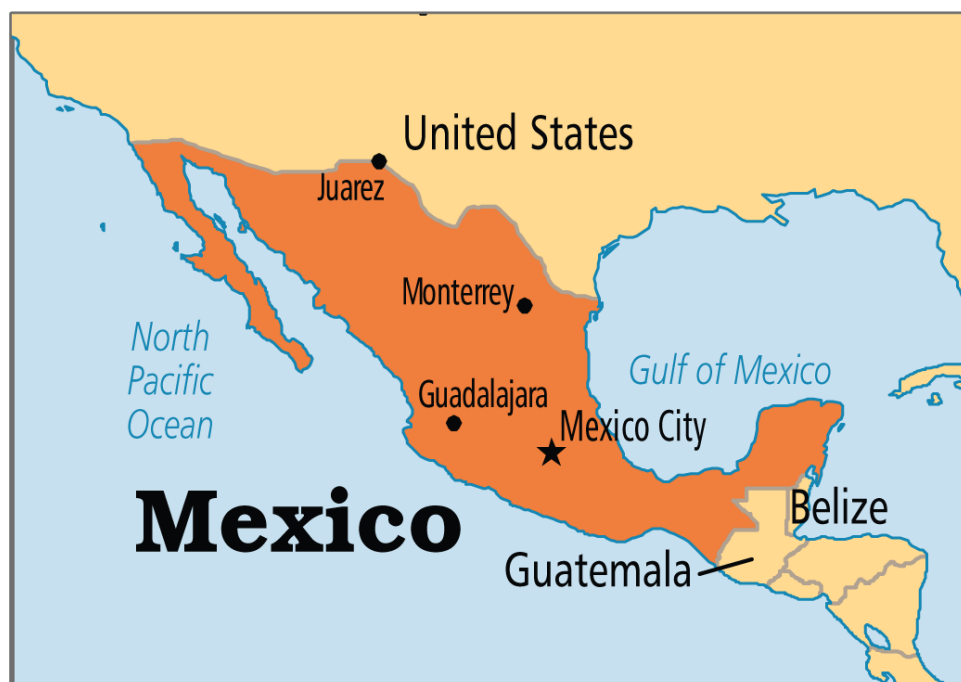 United States
Juarez
Monterrey
North
Pacific
Ocean
Gulf of Mexico
Guadalajara
Mexico City
Mexico
Belize
Guatemala